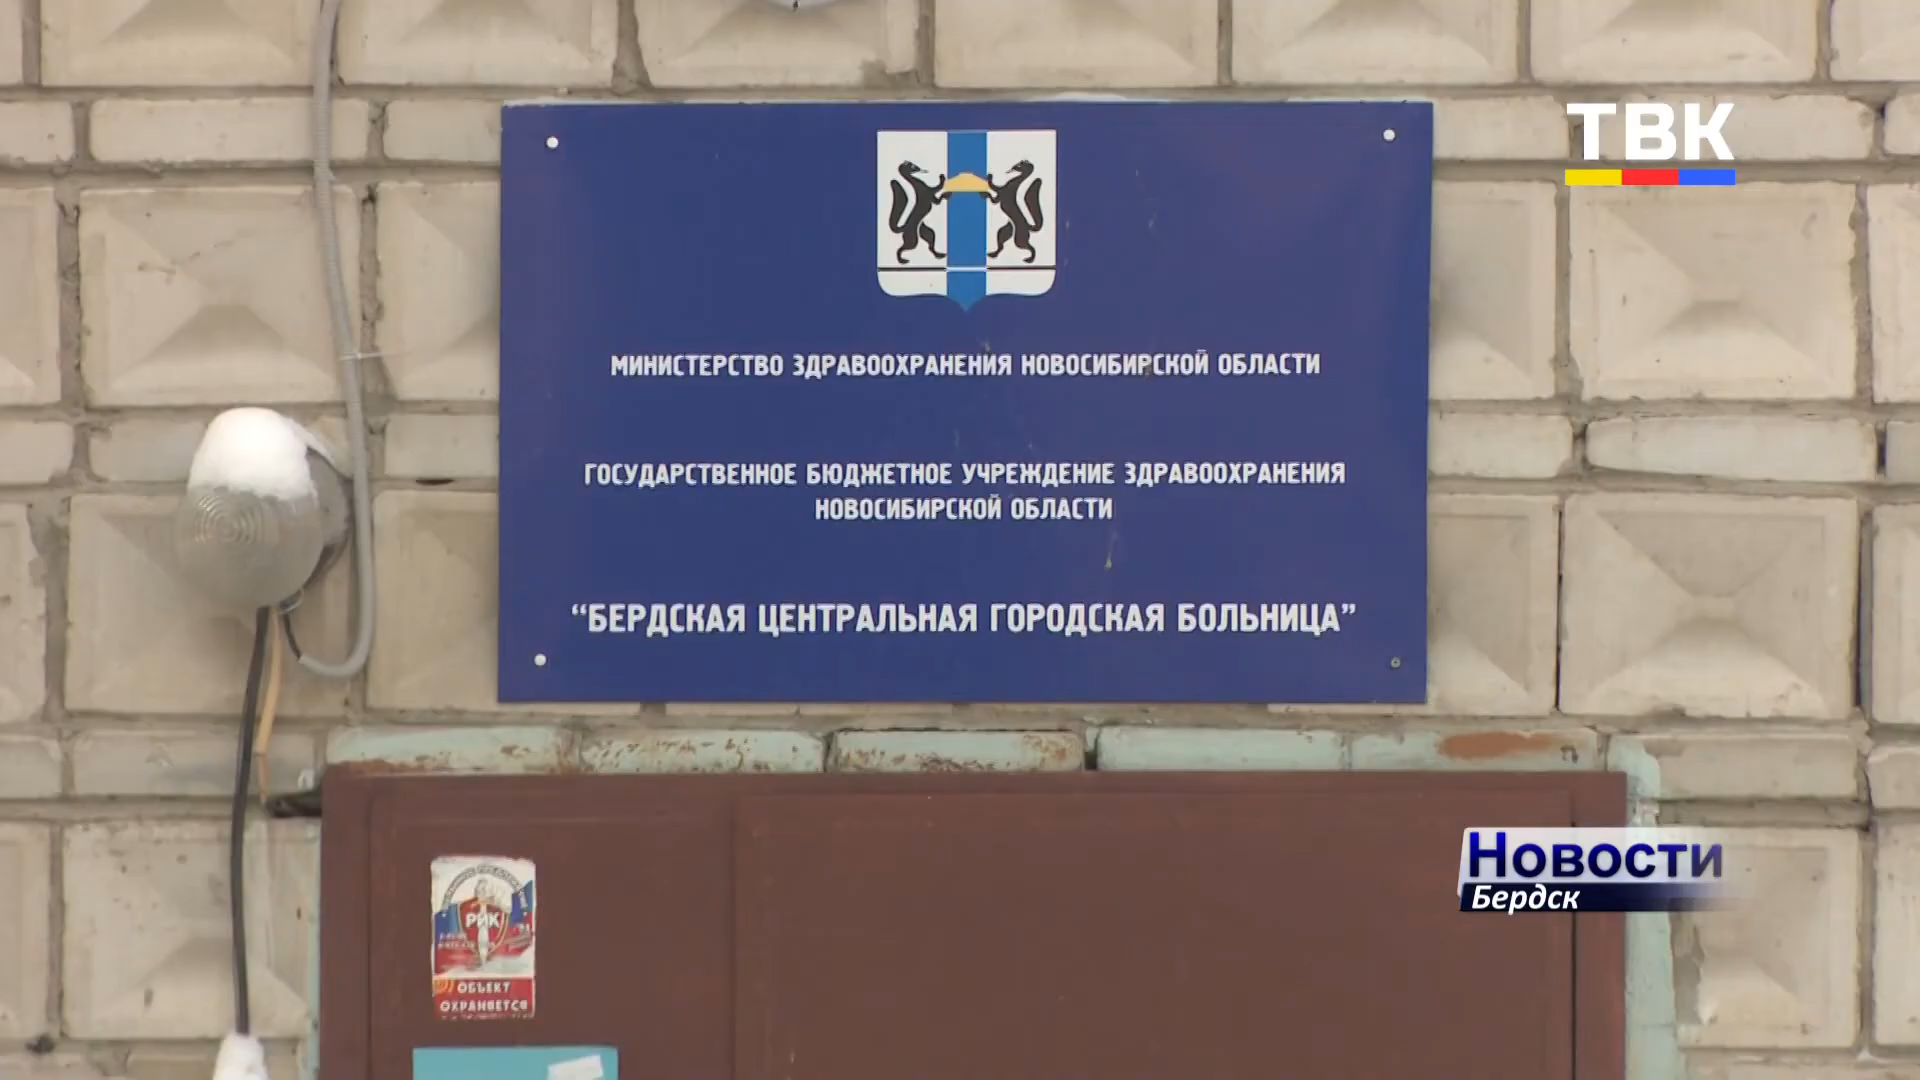 ТВК
МИНИСТЕРСТВО ЗДРАВООХРАНЕНИЯ НОВОСИБИРСКОЙ ОБЛАСТИ
ГОСУДАРСТВЕННОЕ БЮДЖЕТНОЕ УЧРЕЖДЕНИЕ ЗДРАВООХРАНЕНИЯ
НОВОСИБИРСКОЙ ОБЛАСТИ
“БЕРДСКАЯ ЦЕНТРАЛЬНАЯ ГОРОДСКАЯ БОЛЬНИЦА”
Новости
Бердск
РИК
ОБЪЕКТ
ОХРАНЯЕТСЯ